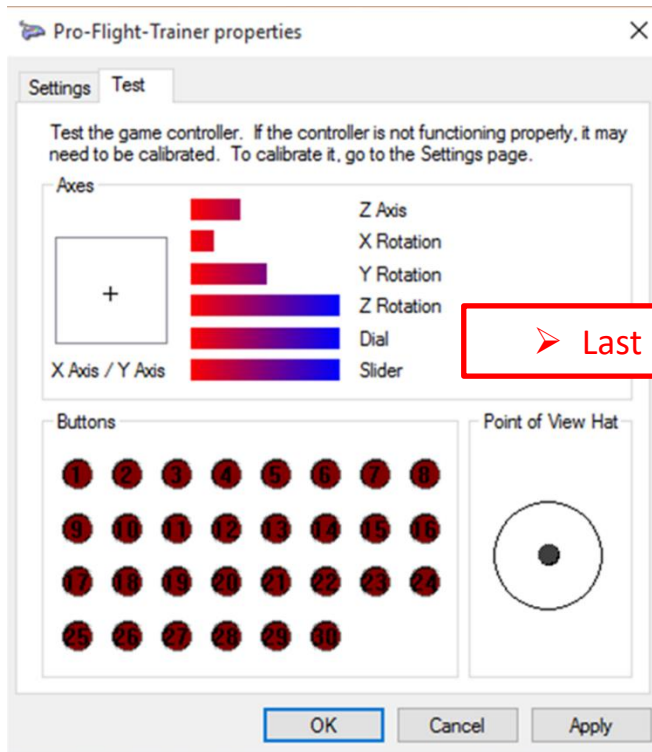 Pro-Flight-Trainer properties
Settings Test
Test the game controller. If the controller is not functioning properly, it may
need to be calibrated. To calibrate it, go to the Settings page.
Axes
Z Axis
X Rotation
Y Rotation
Z Rotation
Dial
Slider
X Axis / Y Axis
➢ Last
Buttons
1 2 3 4 5 6 7 8
9 10 11 12 13 14 15 16
17 18 19 20 21 22 23 24
25 26 27 28 29 30
Point of View Hat
OK Cancel Apply